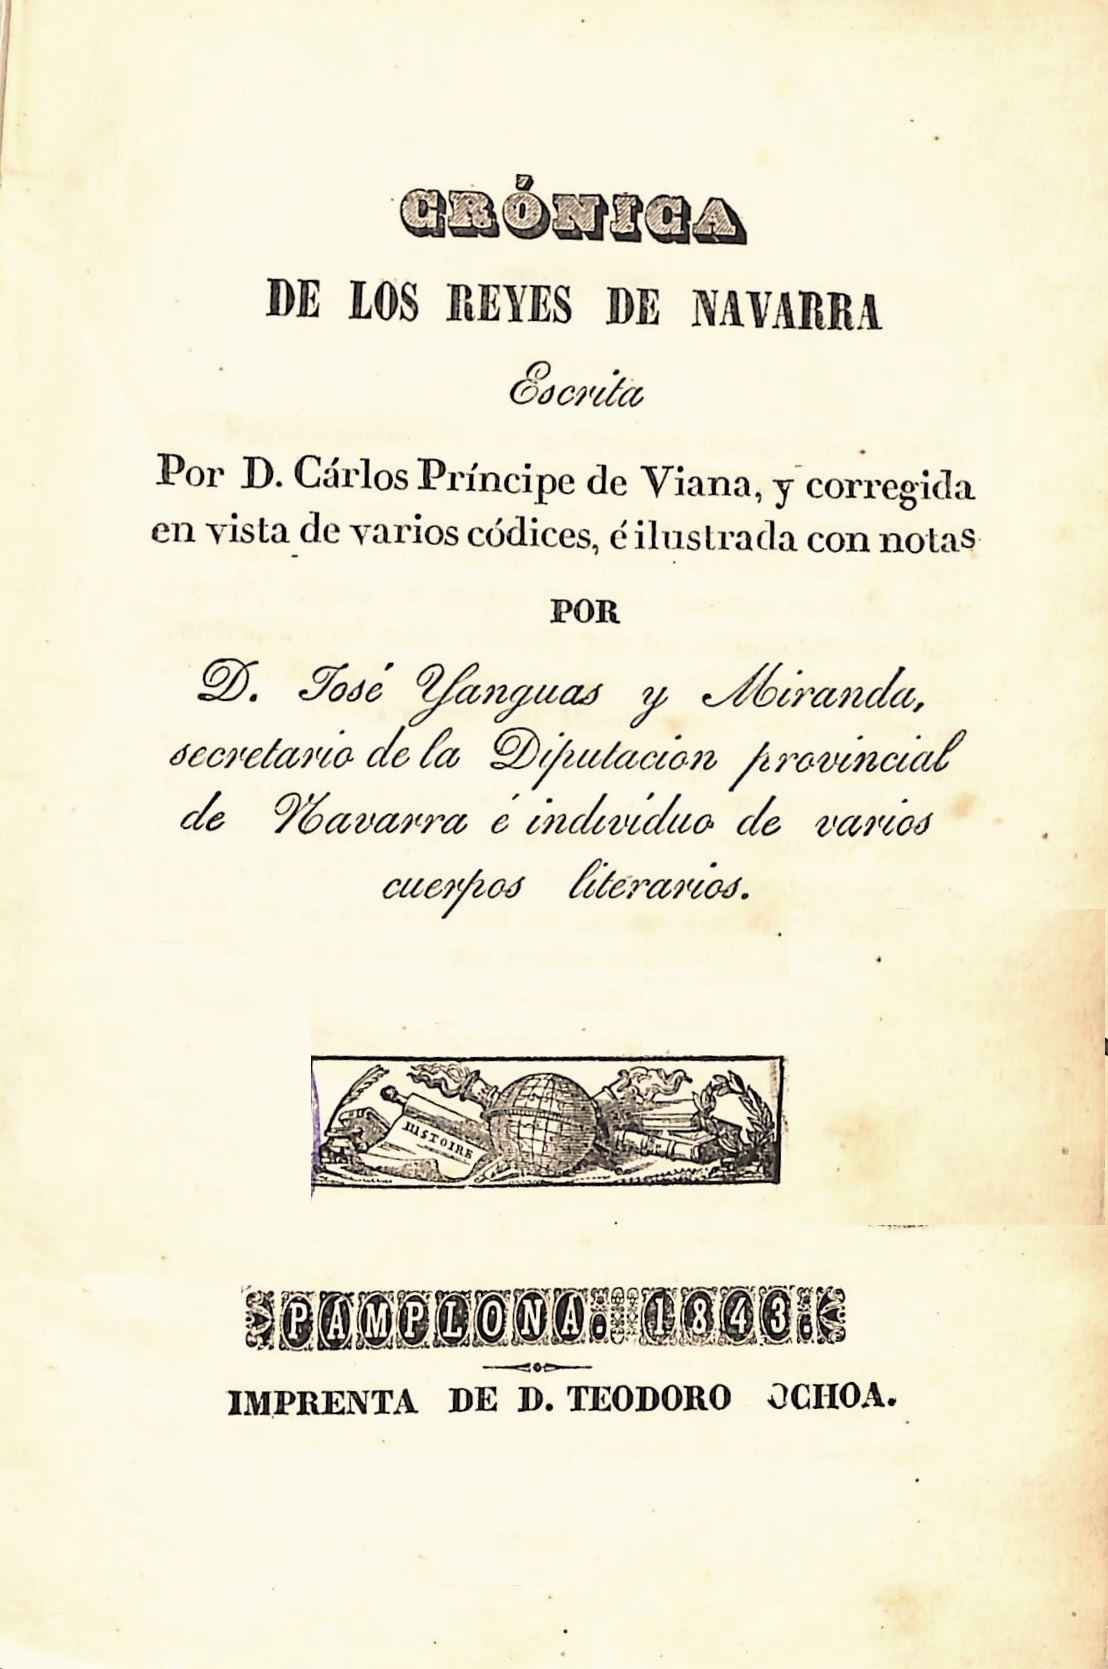 CRÓNICA
DE LOS REYES DE NAVARRA
Escrita
Por D. Cárlos Príncipe de Viana, y corregida
en vista de varios códices, é ilustrada con notas
POR
D. José Yanguas y Miranda,
secretario de la Diputacion provincial
de Navarra é indivíduo de varios
cuerpos literarios.
HISTOIRE
PAMPLONA: 1843:
IMPRENTA DE D. TEODORO OCHOA.